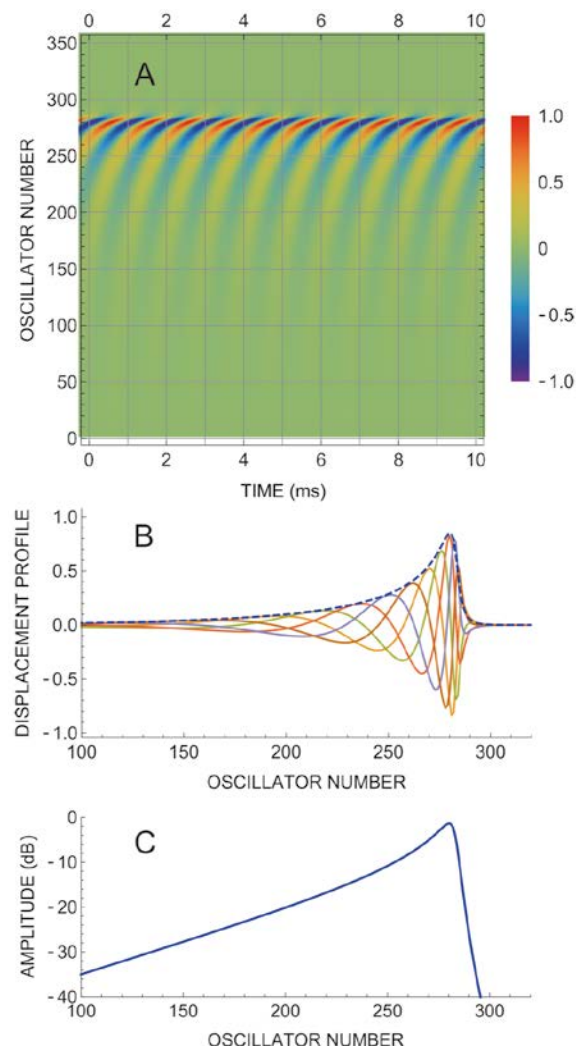 0 2 4 6 8 10
A
350
300
250
200
150
100
50
0
OSCILLATOR NUMBER
1.0
0.5
0
-0.5
-1.0
0 2 4 6 8 10
TIME (ms)
B
1.0
0.5
0.0
-0.5
-1.0
DISPLACEMENT PROFILE
100 150 200 250 300
OSCILLATOR NUMBER
C
0
-10
-20
-30
-40
AMPLITUDE (dB)
100 150 200 250 300
OSCILLATOR NUMBER